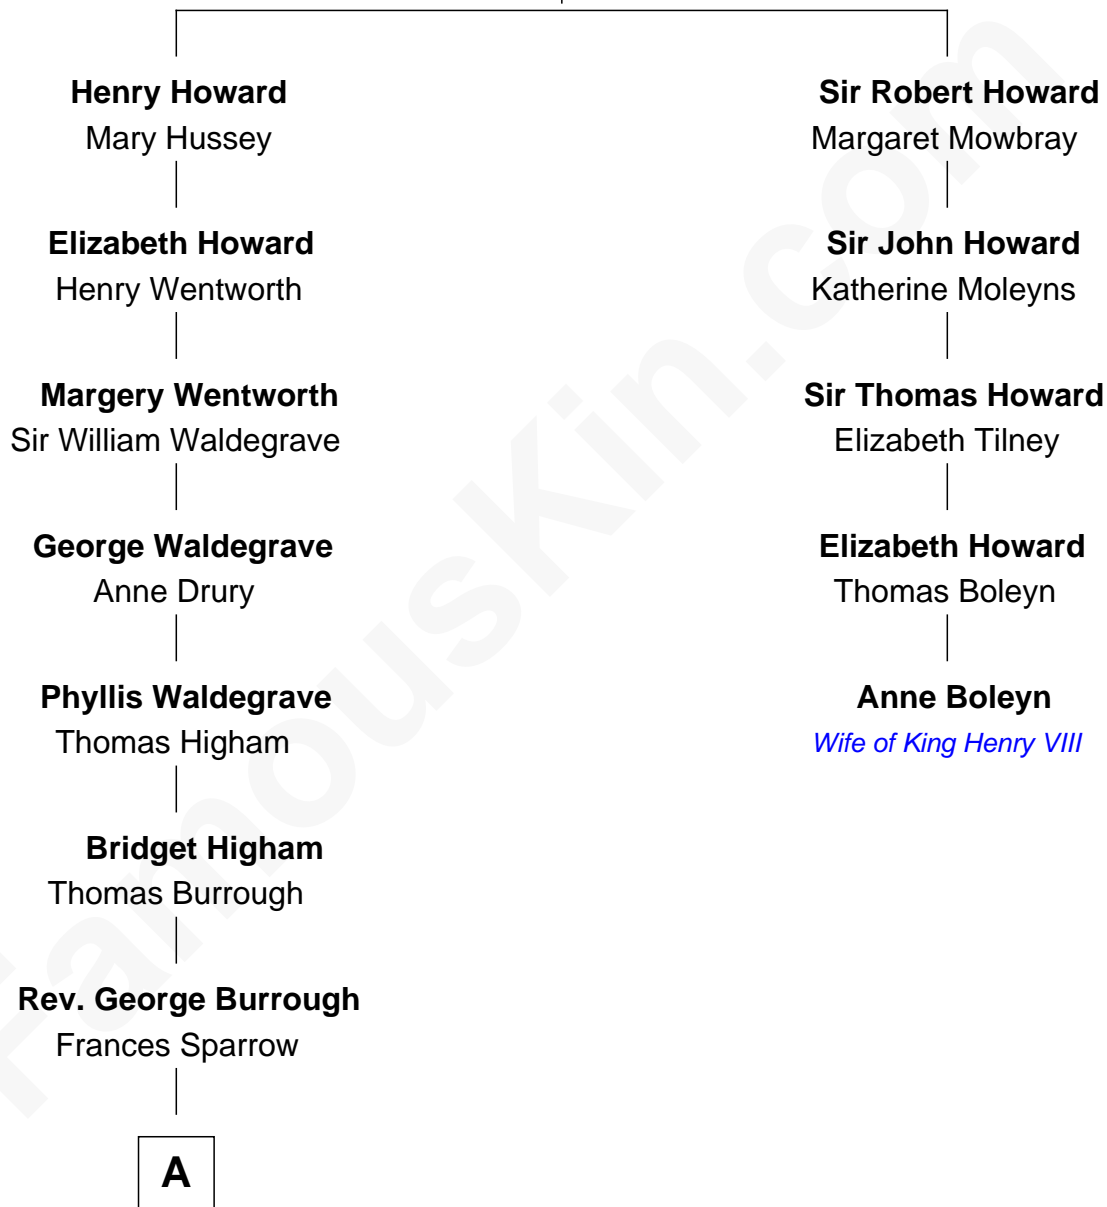 Henry Howard
Mary Hussey
Elizabeth Howard
Henry Wentworth
Margery Wentworth
Sir William Waldegrave
George Waldegrave
Anne Drury
Phyllis Waldegrave
Thomas Higham
Bridget Higham
Thomas Burrough
Rev. George Burrough
Frances Sparrow
A
Sir Robert Howard
Margaret Mowbray
Sir John Howard
Katherine Moleyns
Sir Thomas Howard
Elizabeth Tilney
Elizabeth Howard
Thomas Boleyn
Anne Boleyn
Wife of King Henry VIII
FamousKin.com